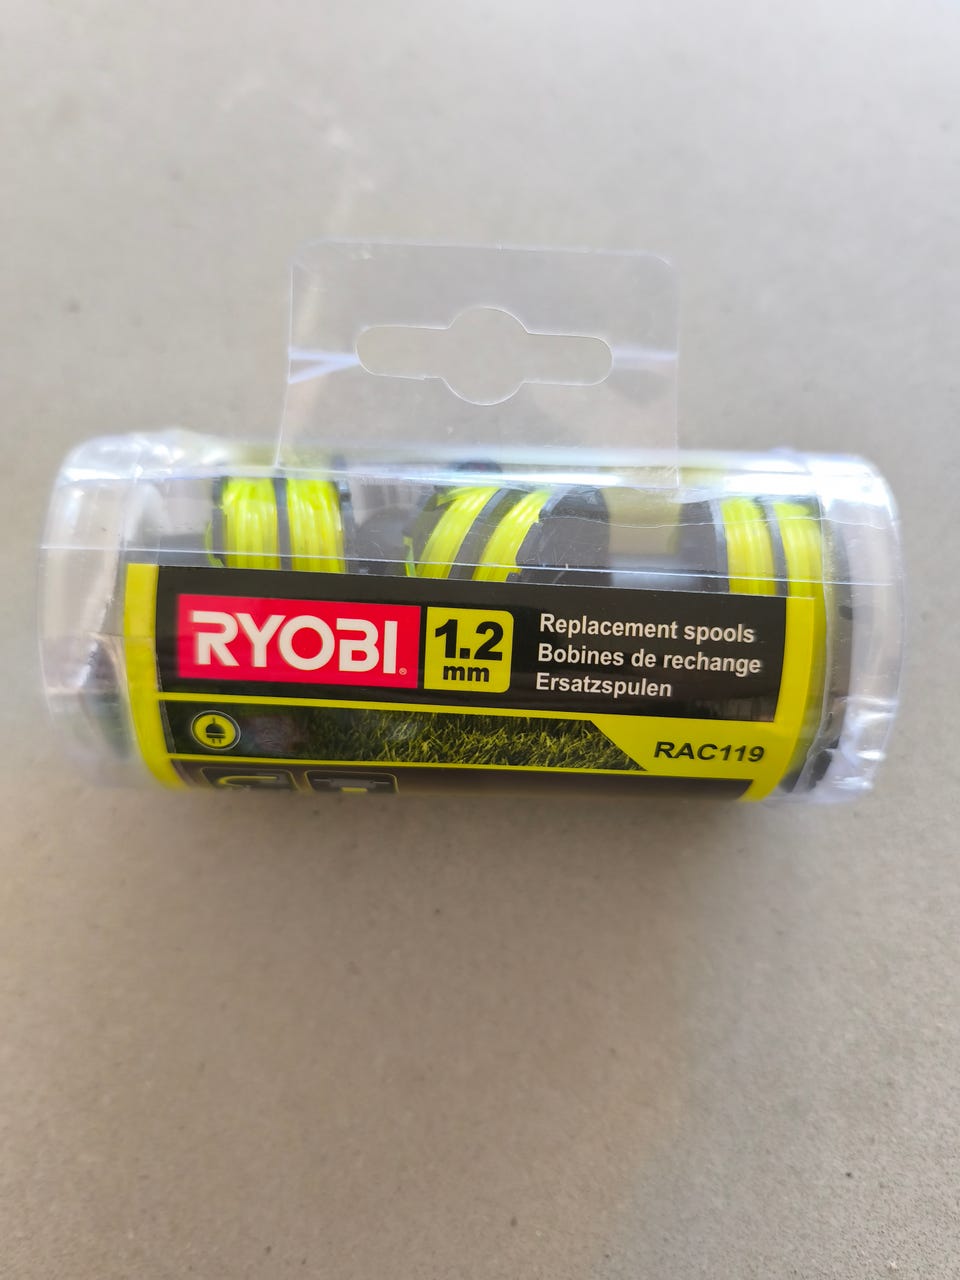 RYOBI®
1.2
mm
Replacement spools
Bobines de rechange
Ersatzspulen
RAC119